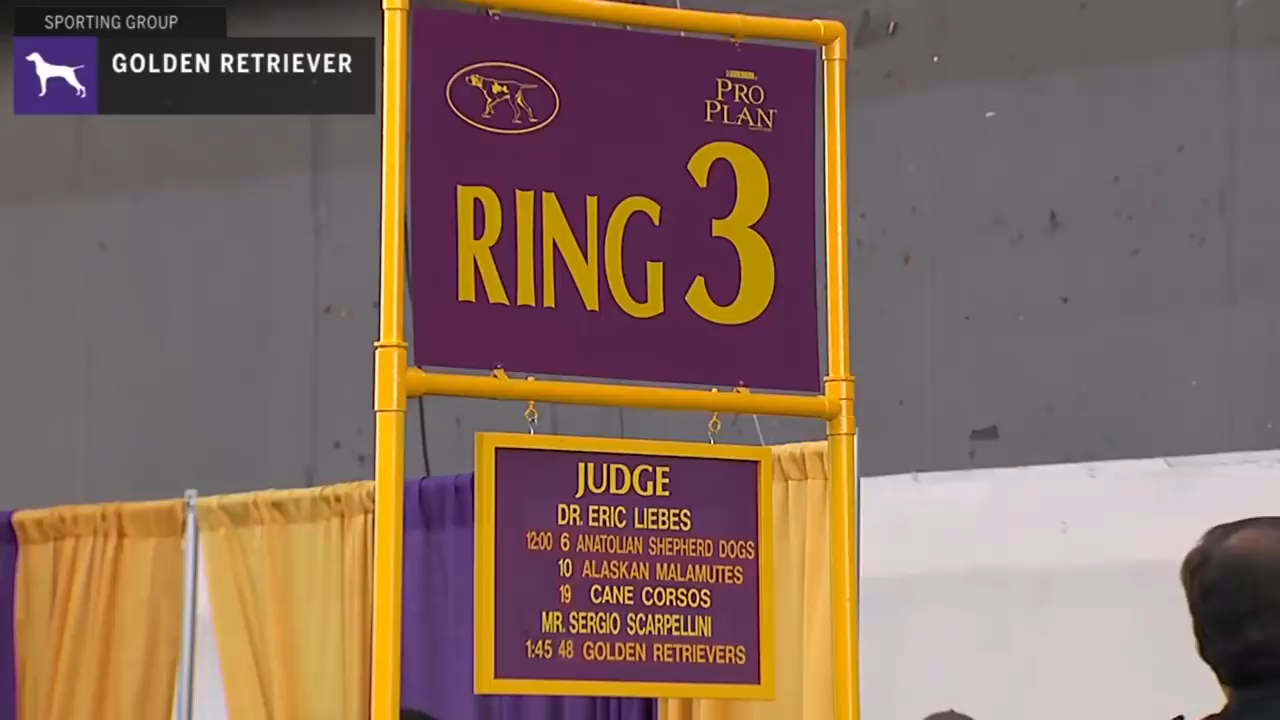 SPORTING GROUP
GOLDEN RETRIEVER
PRO
PLAN
RING 3
JUDGE
DR. ERIC LIEBES
12:00 6 ANATOLIAN SHEPHERD DOGS
10 ALASKAN MALAMUTES
19 CANE CORSOS
MR. SERGIO SCARPELLINI
1:45 48 GOLDEN RETRIEVERS